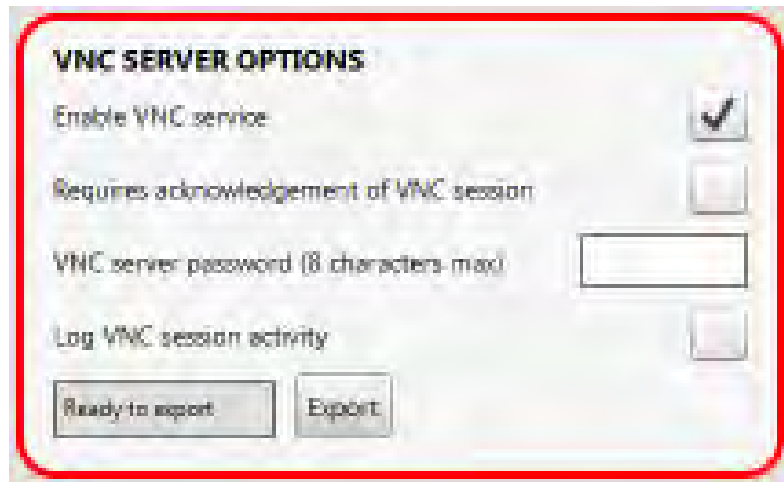 VNC SERVER OPTIONS
Enable VNC service
Requires acknowledgement of VNC session
VNC server password (8 characters max)
Log VNC session activity
Ready to export Export